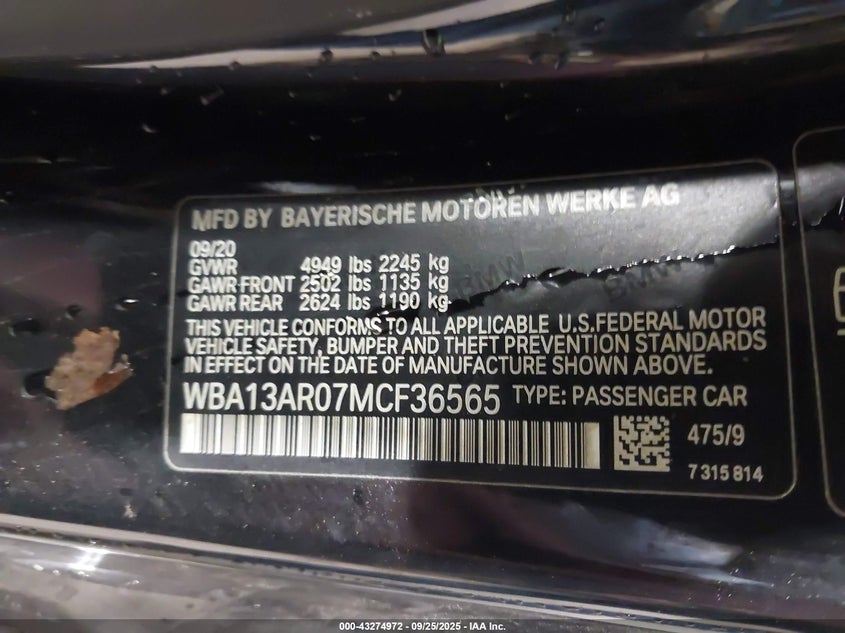 MFD BY BAYERISCHE MOTOREN WERKE AG
09/20
GVWR 4949 lbs 2245 kg
GAWR FRONT 2502 lbs 1135 kg
GAWR REAR 2624 lbs 1190 kg
THIS VEHICLE CONFORMS TO ALL APPLICABLE U.S.FEDERAL MOTOR
VEHICLE SAFETY, BUMPER AND THEFT PREVENTION STANDARDS
IN EFFECT ON THE DATE OF MANUFACTURE SHOWN ABOVE.
WBA13AR07MCF36565 TYPE: PASSENGER CAR
475/9
7315814
BMW BMW
000-43274972 - 09/25/2025 - IAA Inc.